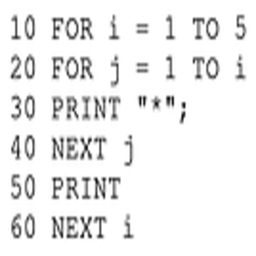 10 FOR i = 1 TO 5
20 FOR j = 1 TO i
30 PRINT "*";
40 NEXT j
50 PRINT
60 NEXT i